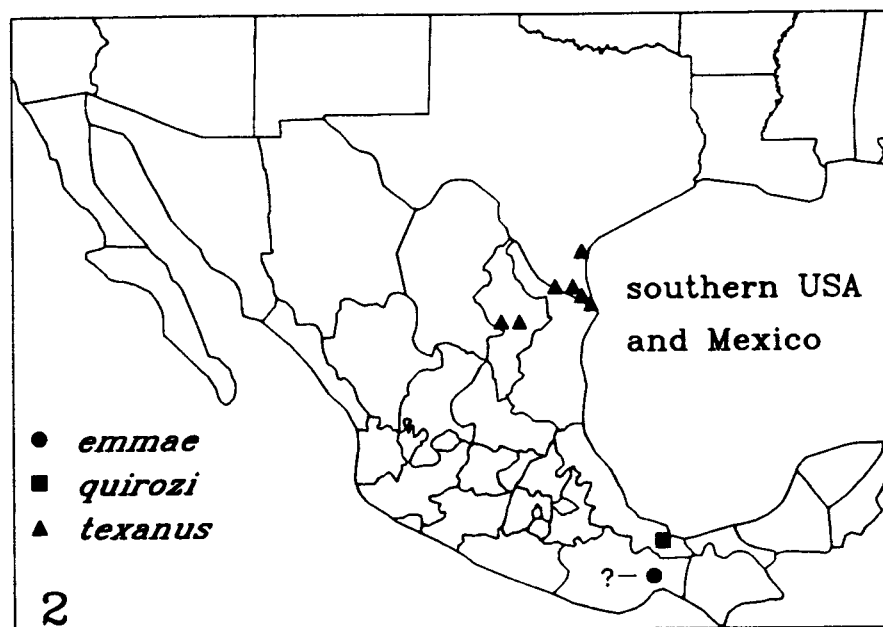 southern USA
and Mexico
emmae
quirozi
texanus
?
2